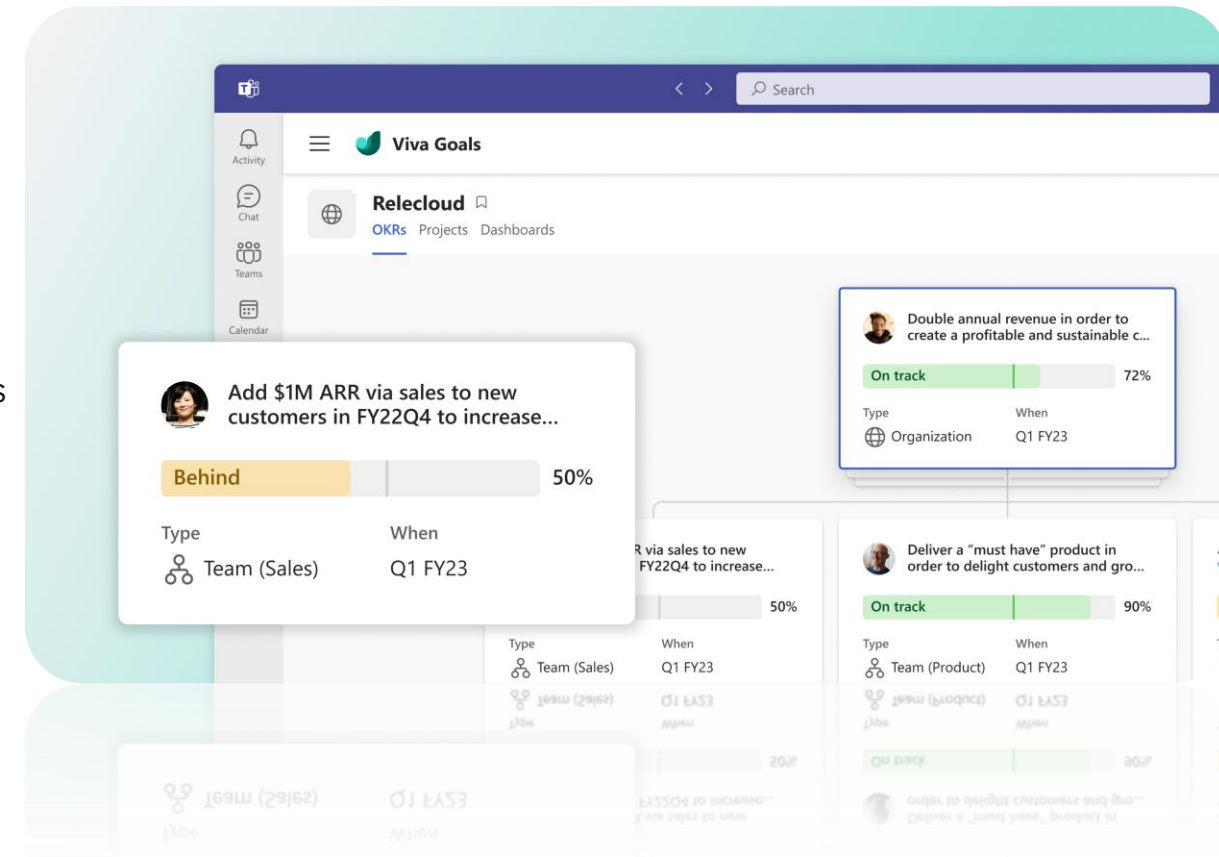 Search
Activity
Viva Goals
Chat
Relecloud
OKRs Projects Dashboards
Teams
Calendar
Double annual revenue in order to
create a profitable and sustainable c...
On track 72%
Type When
Organization Q1 FY23
Add $1M ARR via sales to new
customers in FY22Q4 to increase...
Behind 50%
Type When
Team (Sales) Q1 FY23
R via sales to new
FY22Q4 to increase...
50%
Type When
Team (Sales) Q1 FY23
Deliver a "must have" product in
order to delight customers and gro...
On track 90%
Type When
Team (Product) Q1 FY23